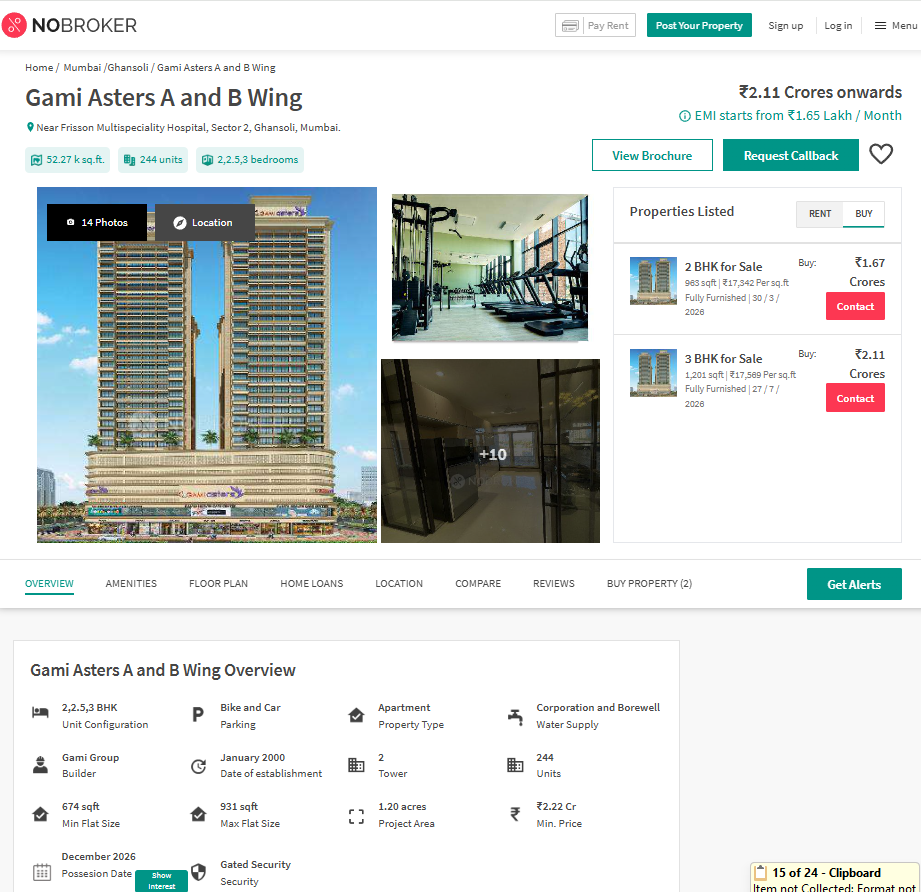 NOBROKER
Pay Rent
Post Your Property
Sign up
Log in
Menu
Home / Mumbai /Ghansoli / Gami Asters A and B Wing
Gami Asters A and B Wing
₹2.11 Crores onwards
Near Frisson Multispeciality Hospital, Sector 2, Ghansoli, Mumbai.
EMI starts from ₹1.65 Lakh / Month
52.27 k sq.ft.
244 units
2,2.5,3 bedrooms
View Brochure
Request Callback
14 Photos
Location
GAMI asters
GAMI asters
+10
Properties Listed
RENT
BUY
2 BHK for Sale
963 sqft | ₹17,342 Per sq.ft
Fully Furnished | 30 / 3 /
2026
Buy:
₹1.67
Crores
Contact
3 BHK for Sale
1,201 sqft | ₹17,569 Per sq.ft
Fully Furnished | 27 / 7 /
2026
Buy:
₹2.11
Crores
Contact
OVERVIEW
AMENITIES
FLOOR PLAN
HOME LOANS
LOCATION
COMPARE
REVIEWS
BUY PROPERTY (2)
Get Alerts
Gami Asters A and B Wing Overview
2,2.5,3 BHK
Unit Configuration
Bike and Car
Parking
Apartment
Property Type
Corporation and Borewell
Water Supply
Gami Group
Builder
January 2000
Date of establishment
2
Tower
244
Units
674 sqft
Min Flat Size
931 sqft
Max Flat Size
1.20 acres
Project Area
₹2.22 Cr
Min. Price
December 2026
Possesion Date
Show
Interest
Gated Security
Security
15 of 24 - Clipboard
Item not Collected: Format not